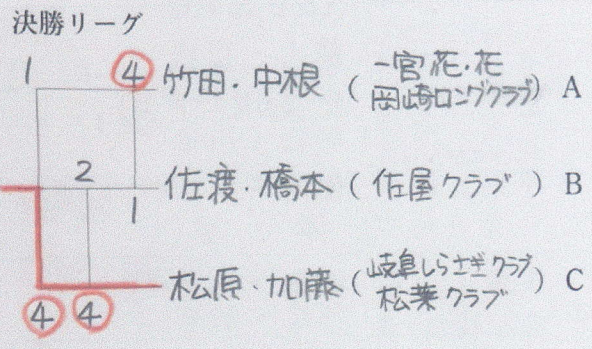 決勝リーグ
1 ④ 竹田・中根 (一宮花・花 岡崎ロングクラブ) A
2 佐渡・橋本 (佐屋クラブ) B
1
松原・加藤 (岐阜しらさぎクラブ 松葉クラブ) C
④ ④